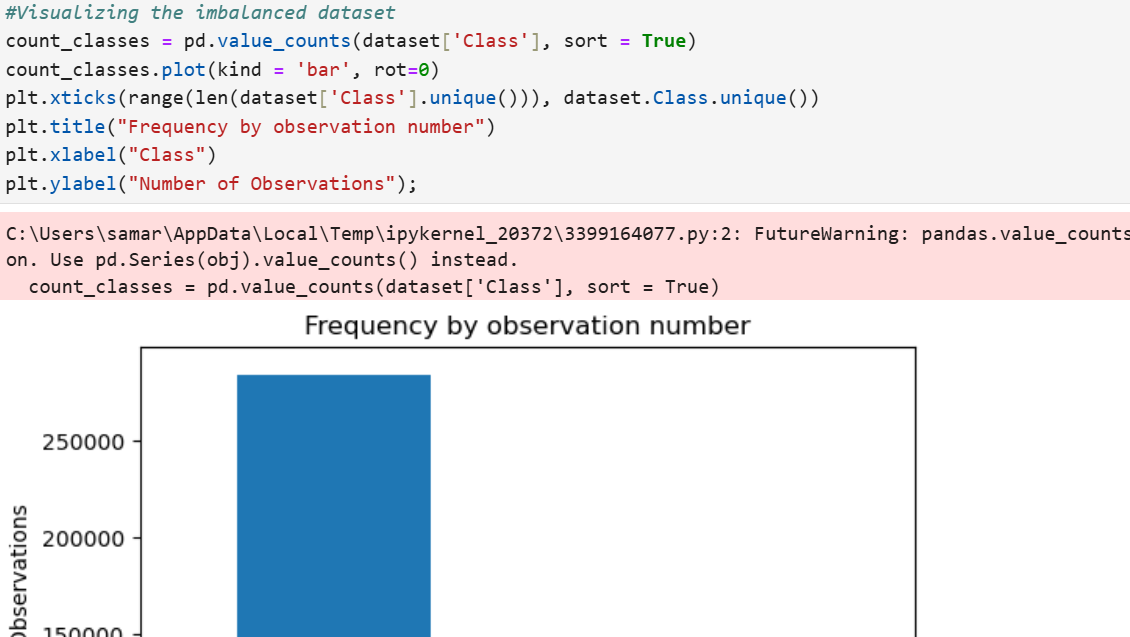 #Visualizing the imbalanced dataset
count_classes = pd.value_counts(dataset['Class'], sort = True)
count_classes.plot(kind = 'bar', rot=0)
plt.xticks(range(len(dataset['Class'].unique())), dataset.Class.unique())
plt.title("Frequency by observation number")
plt.xlabel("Class")
plt.ylabel("Number of Observations");
C:\Users\samar\AppData\Local\Temp\ipykernel_20372\3399164077.py:2: FutureWarning: pandas.value_counts
on. Use pd.Series(obj).value_counts() instead.
  count_classes = pd.value_counts(dataset['Class'], sort = True)
Frequency by observation number
250000
200000
150000
Observations